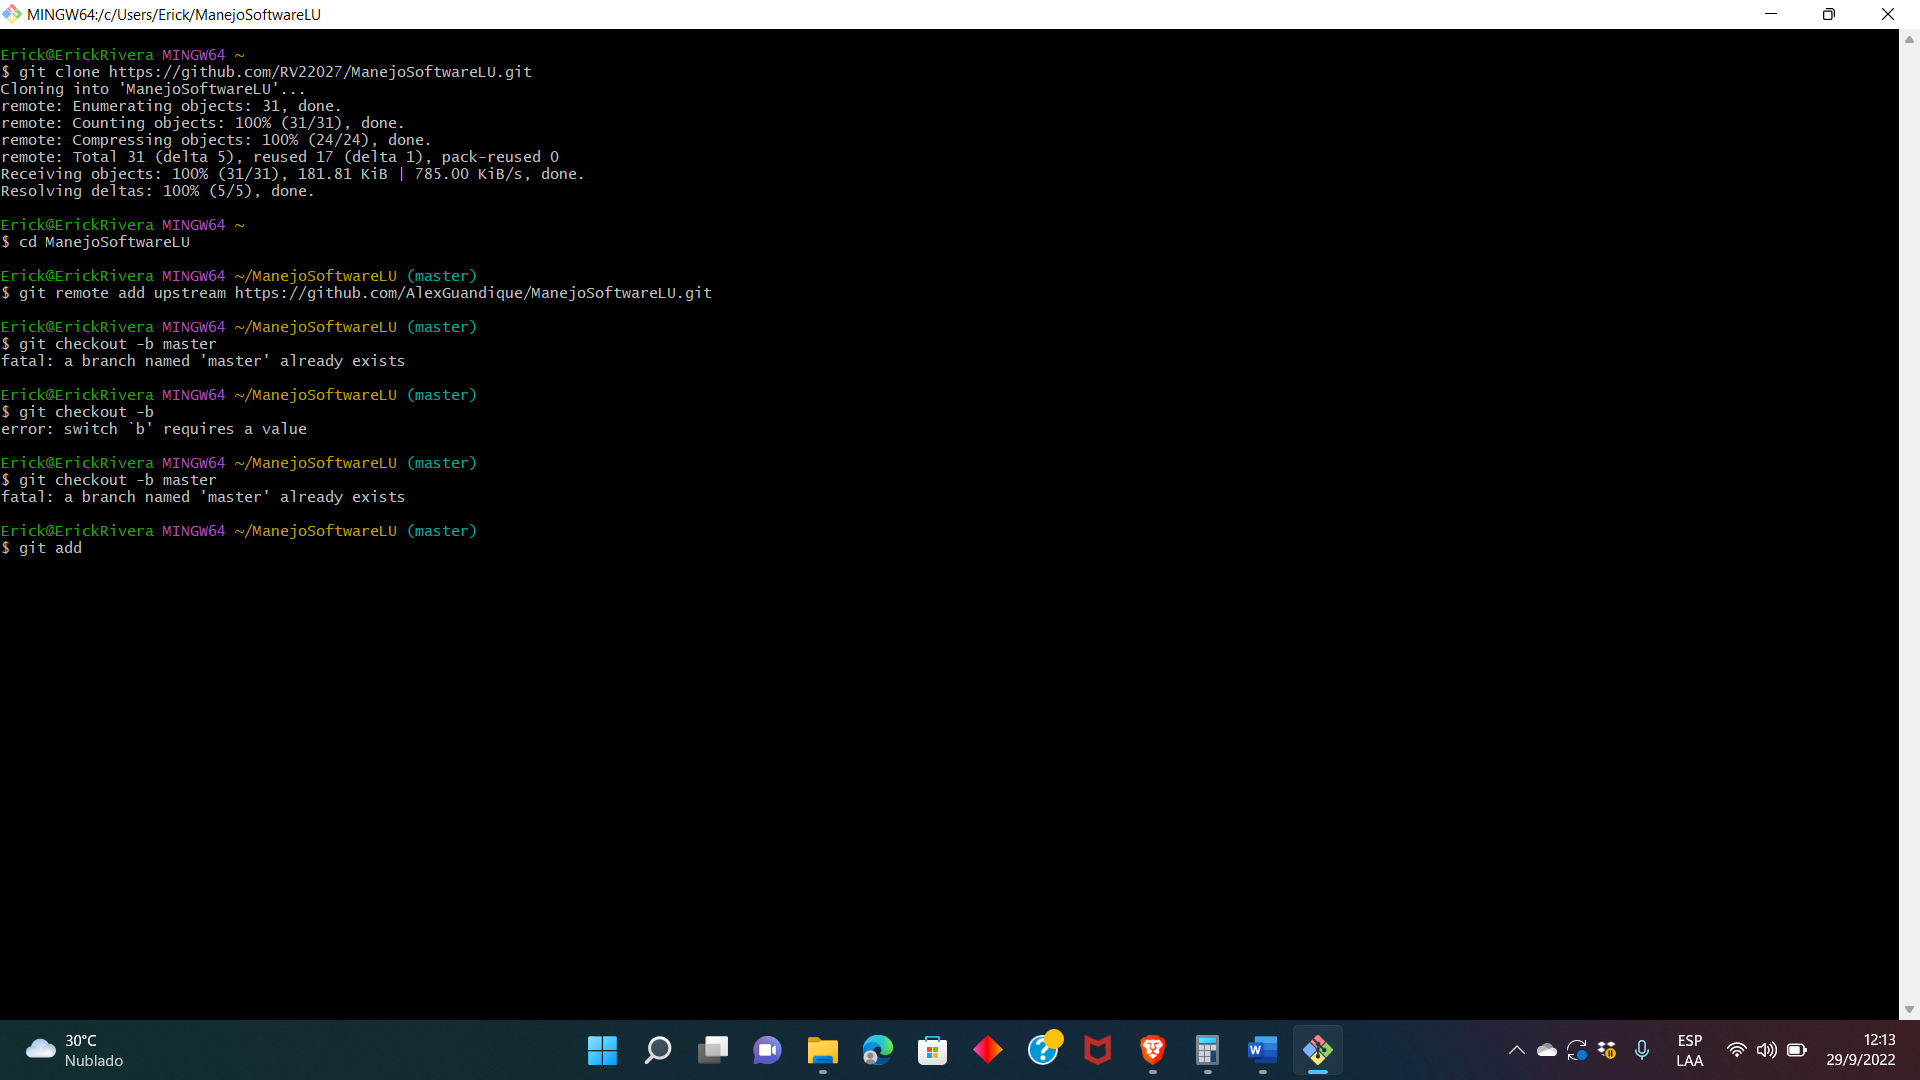 MINGW64:/c/Users/Erick/ManejoSoftwareLU
Erick@ErickRivera MINGW64 ~
$ git clone https://github.com/RV22027/ManejoSoftwareLU.git
Cloning into 'ManejoSoftwareLU'...
remote: Enumerating objects: 31, done.
remote: Counting objects: 100% (31/31), done.
remote: Compressing objects: 100% (24/24), done.
remote: Total 31 (delta 5), reused 17 (delta 1), pack-reused 0
Receiving objects: 100% (31/31), 181.81 KiB | 785.00 KiB/s, done.
Resolving deltas: 100% (5/5), done.
Erick@ErickRivera MINGW64 ~
$ cd ManejoSoftwareLU
Erick@ErickRivera MINGW64 ~/ManejoSoftwareLU (master)
$ git remote add upstream https://github.com/AlexGuandique/ManejoSoftwareLU.git
Erick@ErickRivera MINGW64 ~/ManejoSoftwareLU (master)
$ git checkout -b master
fatal: a branch named 'master' already exists
Erick@ErickRivera MINGW64 ~/ManejoSoftwareLU (master)
$ git checkout -b
error: switch `b' requires a value
Erick@ErickRivera MINGW64 ~/ManejoSoftwareLU (master)
$ git checkout -b master
fatal: a branch named 'master' already exists
Erick@ErickRivera MINGW64 ~/ManejoSoftwareLU (master)
$ git add
30°C
Nublado
ESP
LAA
12:13
29/9/2022